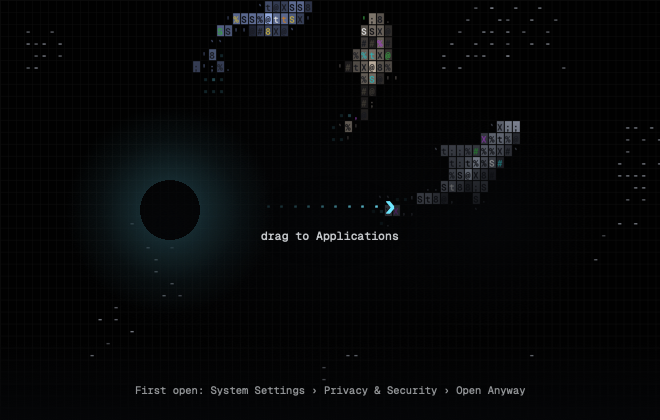 drag to Applications
First open: System Settings › Privacy & Security › Open Anyway